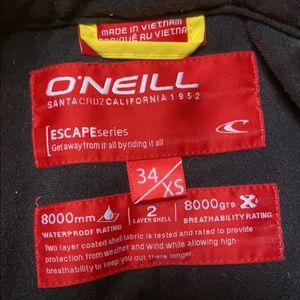 MADE IN VIETNAM
FABRIQUÉ AU VIETNAM
O'NEILL
SANTA CRUZ CALIFORNIA 1952
ESCAPEseries
Get away from it all by riding it all
34/XS
8000mm
WATERPROOF RATING
2
LAYER SHELL
8000grs
BREATHABILITY RATING
Two layer coated shell fabric is tested and rated to provide
protection from weather and wind while allowing high
breathability to keep you out there longer.